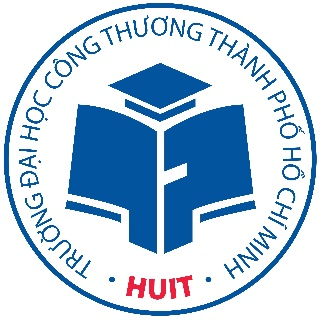 TRƯỜNG ĐẠI HỌC CÔNG THƯƠNG THÀNH PHỐ HỒ CHÍ MINH
HUIT